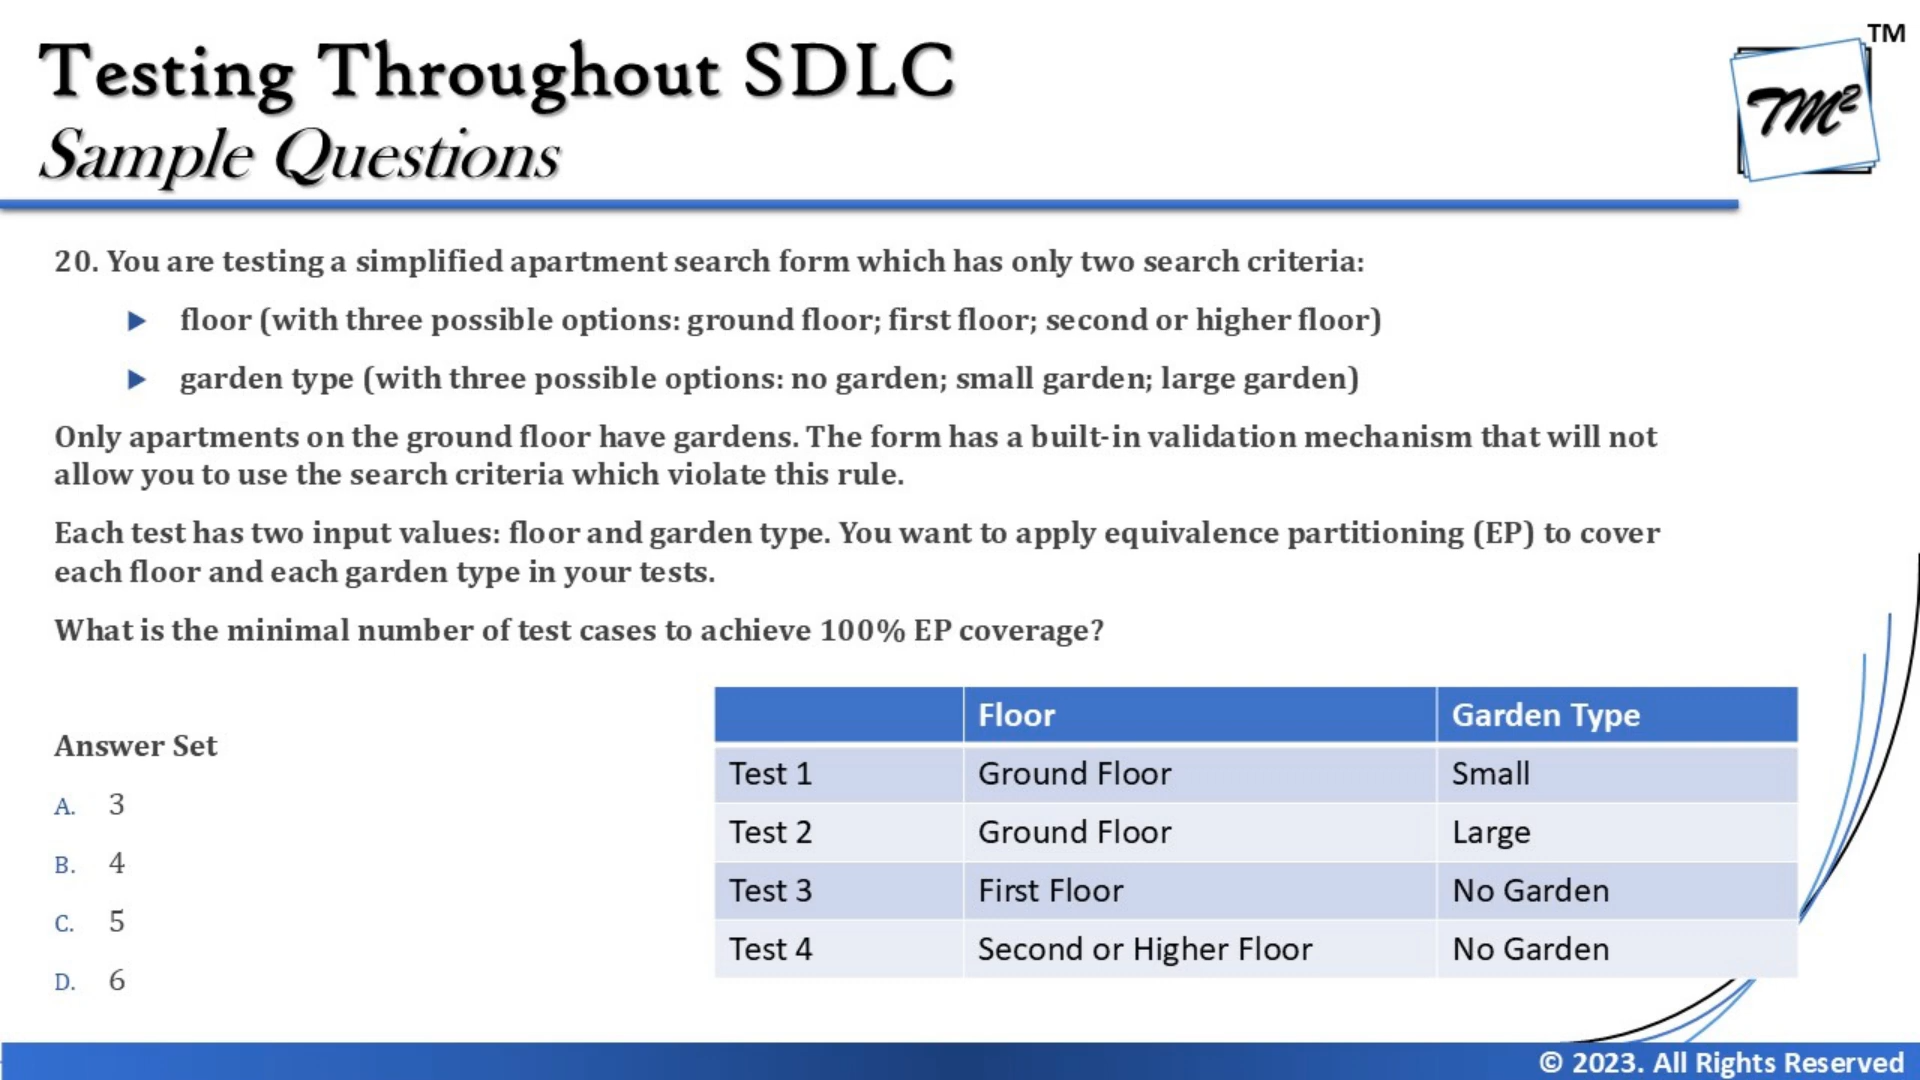 Testing Throughout SDLC
Sample Questions
TM
TM²
20. You are testing a simplified apartment search form which has only two search criteria:
floor (with three possible options: ground floor; first floor; second or higher floor)
garden type (with three possible options: no garden; small garden; large garden)
Only apartments on the ground floor have gardens. The form has a built-in validation mechanism that will not
allow you to use the search criteria which violate this rule.
Each test has two input values: floor and garden type. You want to apply equivalence partitioning (EP) to cover
each floor and each garden type in your tests.
What is the minimal number of test cases to achieve 100% EP coverage?
Answer Set
A. 3
B. 4
C. 5
D. 6
Floor Garden Type
Test 1 Ground Floor Small
Test 2 Ground Floor Large
Test 3 First Floor No Garden
Test 4 Second or Higher Floor No Garden
© 2023. All Rights Reserved